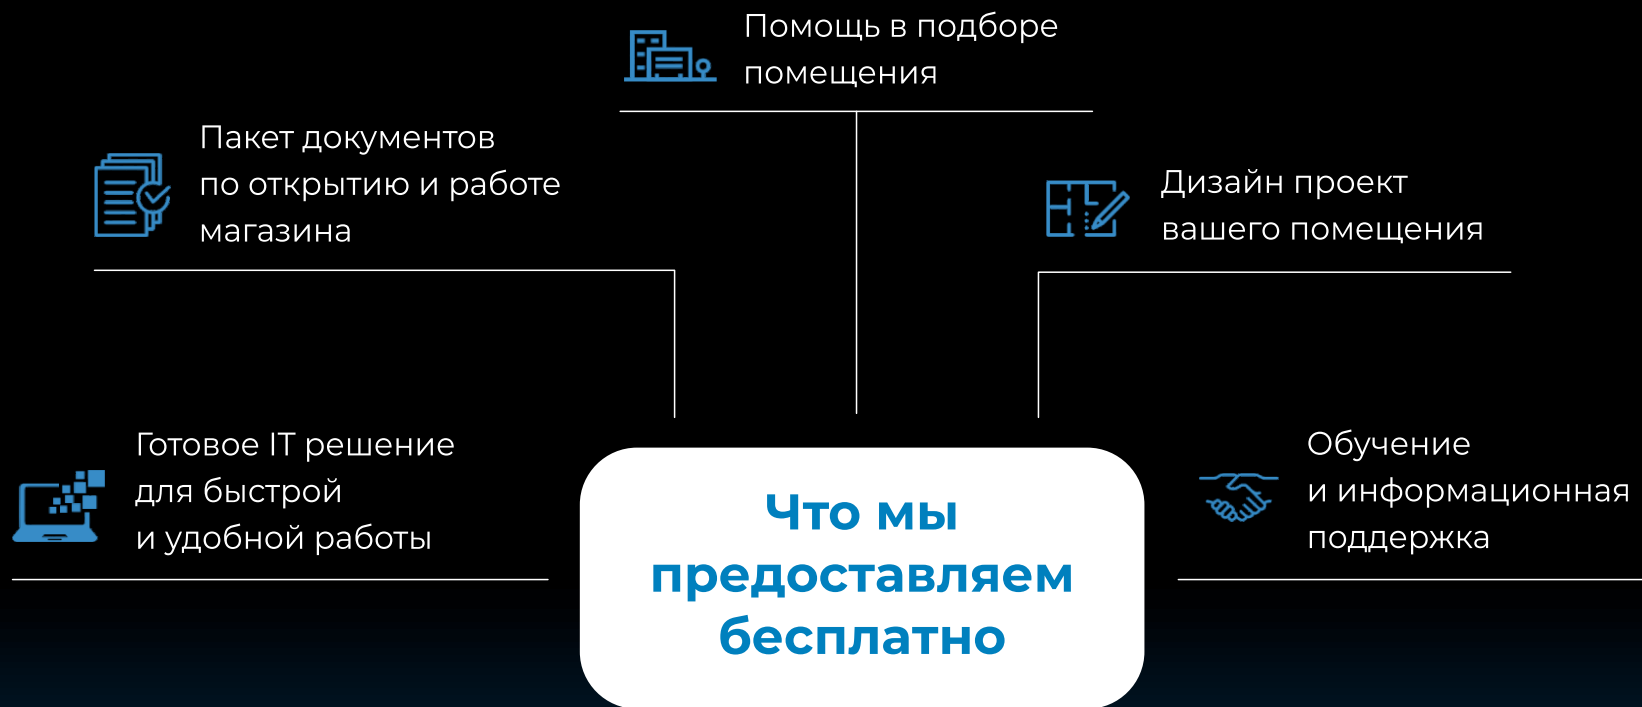 Помощь в подборе
помещения
Пакет документов
по открытию и работе
магазина
Дизайн проект
вашего помещения
Готовое IT решение
для быстрой
и удобной работы
Что мы
предоставляем
бесплатно
Обучение
и информационная
поддержка